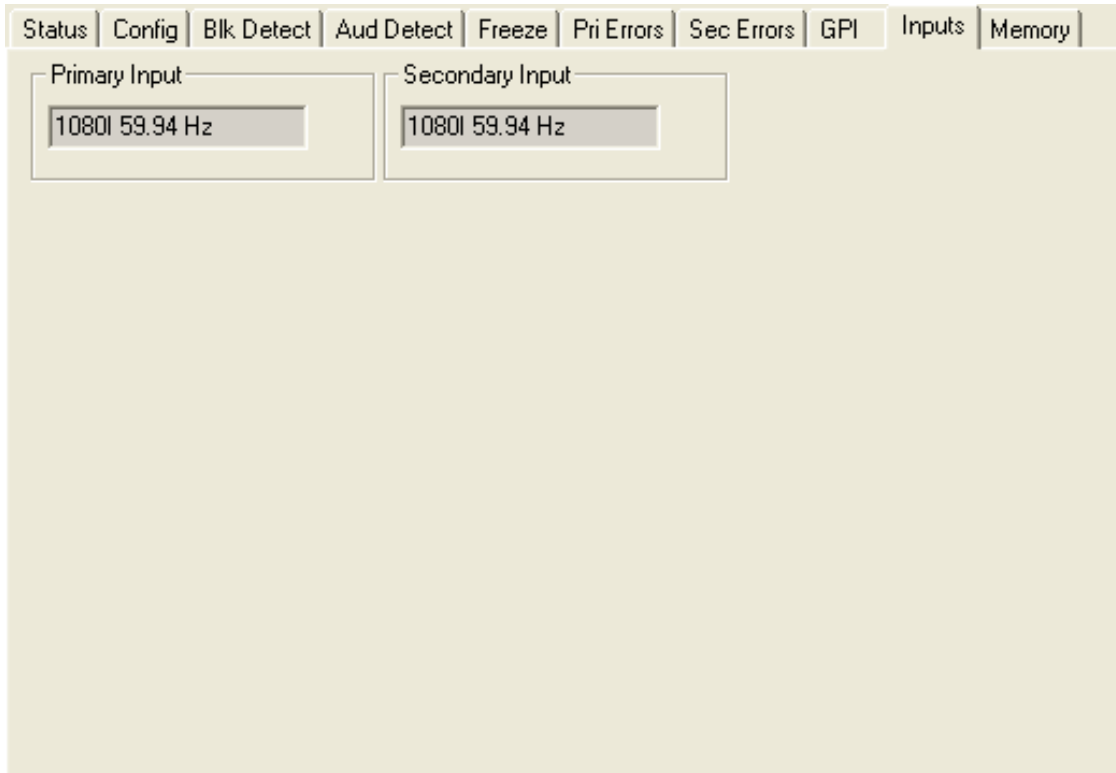 Status Config Blk Detect Aud Detect Freeze Pri Errors Sec Errors GPI Inputs Memory
Primary Input Secondary Input
1080I 59.94 Hz 1080I 59.94 Hz